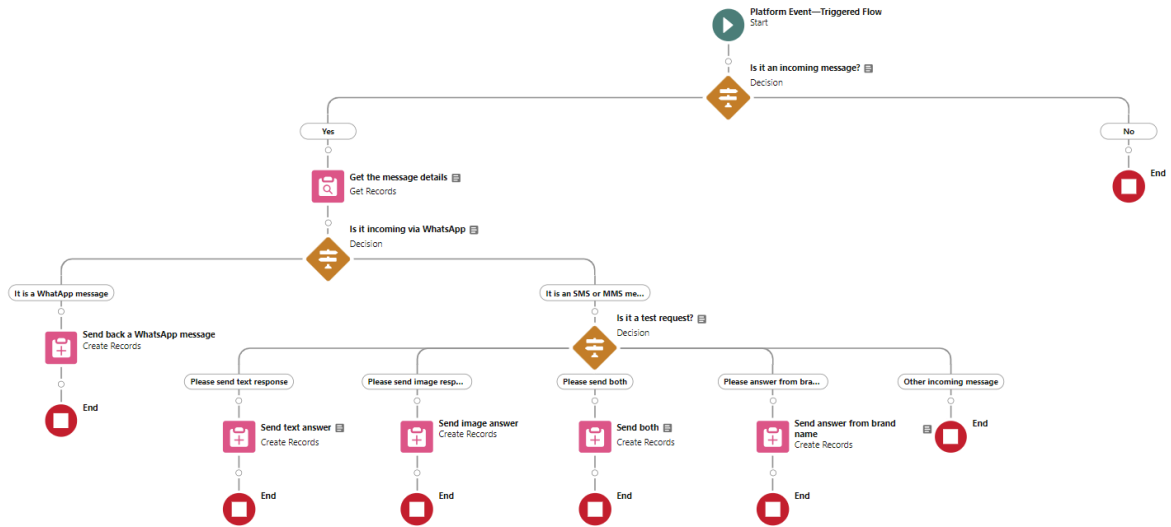 Platform Event—Triggered Flow
Start
Is it an incoming message?
Decision
Yes
No
Get the message details
Get Records
End
Is it incoming via WhatsApp
Decision
It is a WhatApp message
It is an SMS or MMS me...
Send back a WhatsApp message
Create Records
Is it a test request?
Decision
End
Please send text response
Please send image resp...
Please send both
Please answer from bra...
Other incoming message
Send text answer
Create Records
Send image answer
Create Records
Send both
Create Records
Send answer from brand
name
Create Records
End
End
End
End
End